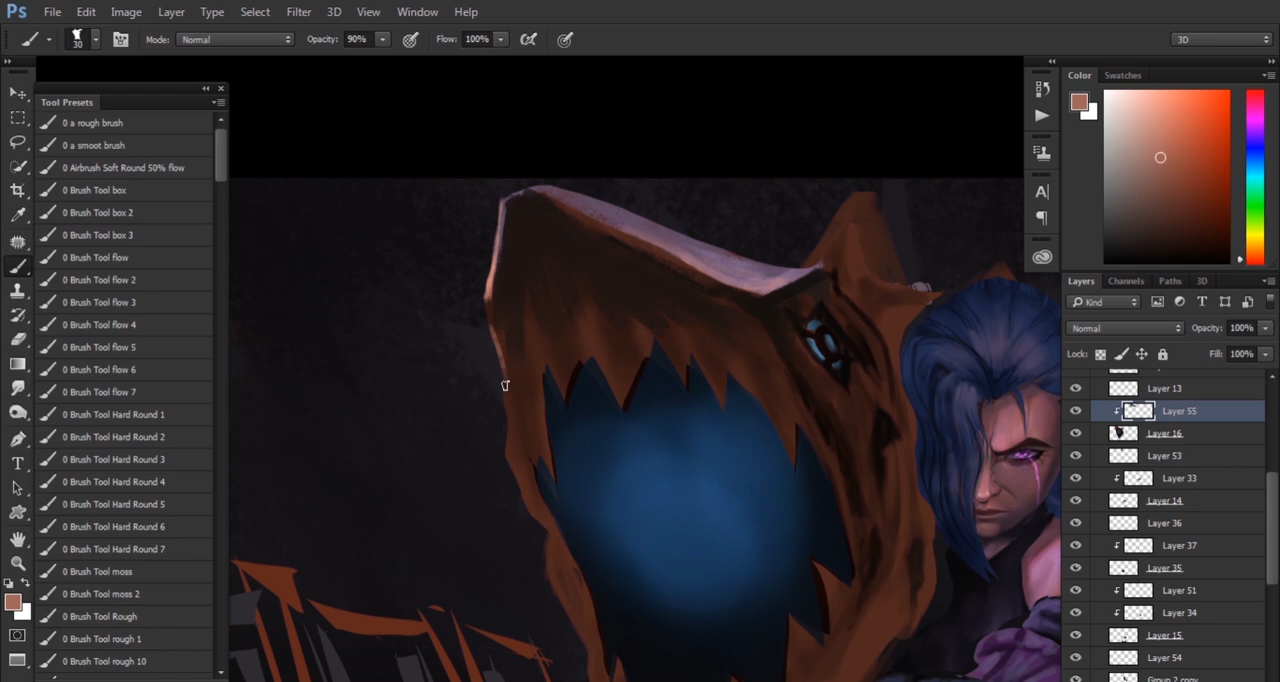 Ps File Edit Image Layer Type Select Filter 3D View Window Help
30 Mode: Normal Opacity: 90% Flow: 100% 3D
Tool Presets
0 a rough brush
0 a smoot brush
0 Airbrush Soft Round 50% flow
0 Brush Tool box
0 Brush Tool box 2
0 Brush Tool box 3
0 Brush Tool flow
0 Brush Tool flow 2
0 Brush Tool flow 3
0 Brush Tool flow 4
0 Brush Tool flow 5
0 Brush Tool flow 6
0 Brush Tool flow 7
0 Brush Tool Hard Round 1
0 Brush Tool Hard Round 2
0 Brush Tool Hard Round 3
0 Brush Tool Hard Round 4
0 Brush Tool Hard Round 5
0 Brush Tool Hard Round 6
0 Brush Tool Hard Round 7
0 Brush Tool moss
0 Brush Tool moss 2
0 Brush Tool Rough
0 Brush Tool rough 1
0 Brush Tool rough 10
Color Swatches
Layers Channels Paths 3D
Kind
Normal Opacity: 100%
Lock: Fill: 100%
Layer 13
Layer 55
Layer 16
Layer 53
Layer 33
Layer 14
Layer 36
Layer 37
Layer 35
Layer 51
Layer 34
Layer 15
Layer 54
Group 2 copy